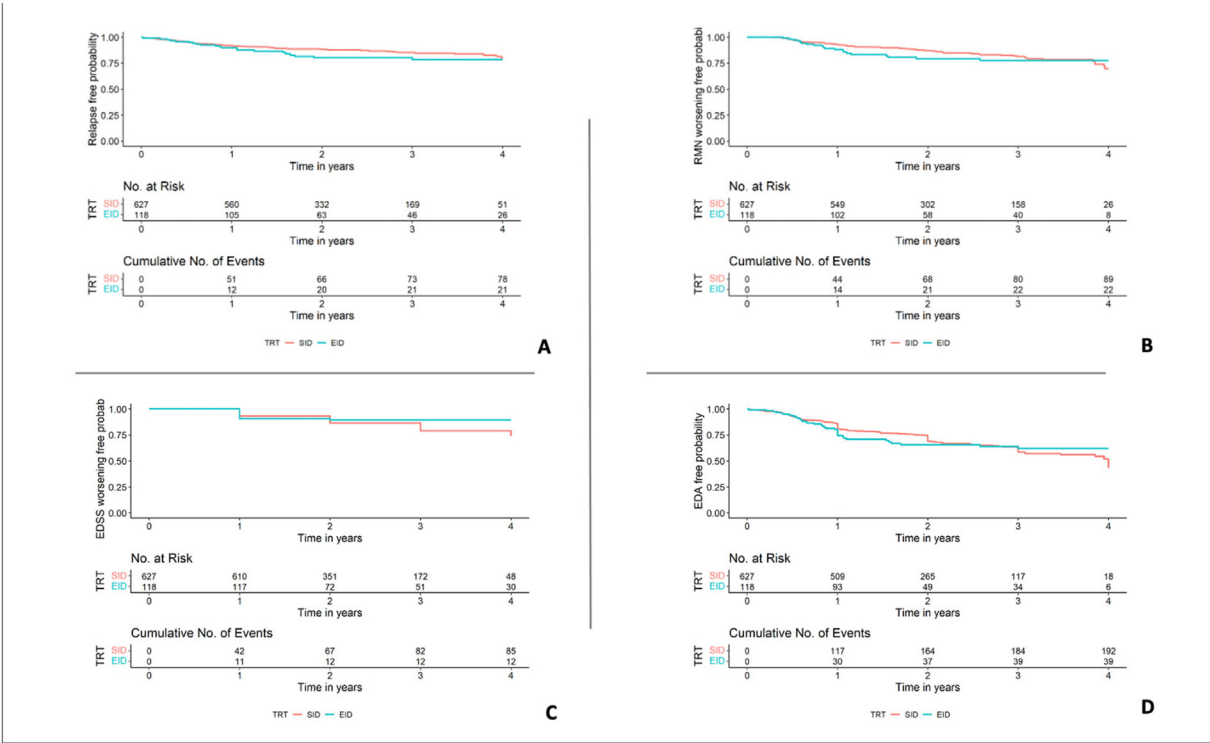 1.00
0.75
0.50
0.25
0.00
Relapse free probability
0 1 2 3 4
Time in years
No. at Risk
TRT
SID 627 560 332 169 51
EID 118 105 63 46 26
0 1 2 3 4
Time in years
Cumulative No. of Events
TRT
SID 0 51 66 73 78
EID 0 12 20 21 21
0 1 2 3 4
Time in years
TRT SID EID
A
1.00
0.75
0.50
0.25
0.00
RMN worsening free probabi
0 1 2 3 4
Time in years
No. at Risk
TRT
SID 627 549 302 158 26
EID 118 102 58 40 8
0 1 2 3 4
Time in years
Cumulative No. of Events
TRT
SID 0 44 68 80 89
EID 0 14 21 22 22
0 1 2 3 4
Time in years
TRT SID EID
B
1.00
0.75
0.50
0.25
0.00
EDSS worsening free probab
0 1 2 3 4
Time in years
No. at Risk
TRT
SID 627 610 351 172 48
EID 118 117 72 51 30
0 1 2 3 4
Time in years
Cumulative No. of Events
TRT
SID 0 42 67 82 85
EID 0 11 12 12 12
0 1 2 3 4
Time in years
TRT SID EID
C
1.00
0.75
0.50
0.25
0.00
EDA free probability
0 1 2 3 4
Time in years
No. at Risk
TRT
SID 627 509 265 117 18
EID 118 93 49 34 6
0 1 2 3 4
Time in years
Cumulative No. of Events
TRT
SID 0 117 164 184 192
EID 0 30 37 39 39
0 1 2 3 4
Time in years
TRT SID EID
D